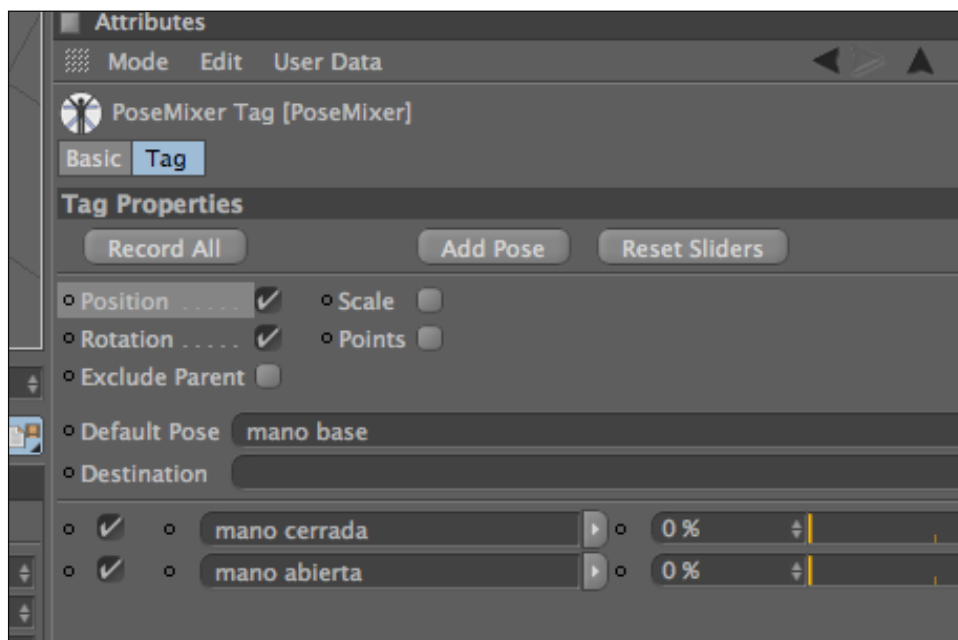 Attributes
Mode Edit User Data
PoseMixer Tag [PoseMixer]
Basic Tag
Tag Properties
Record All Add Pose Reset Sliders
Position ..... Scale
Rotation ..... Points
Exclude Parent
Default Pose mano base
Destination
mano cerrada 0 %
mano abierta 0 %